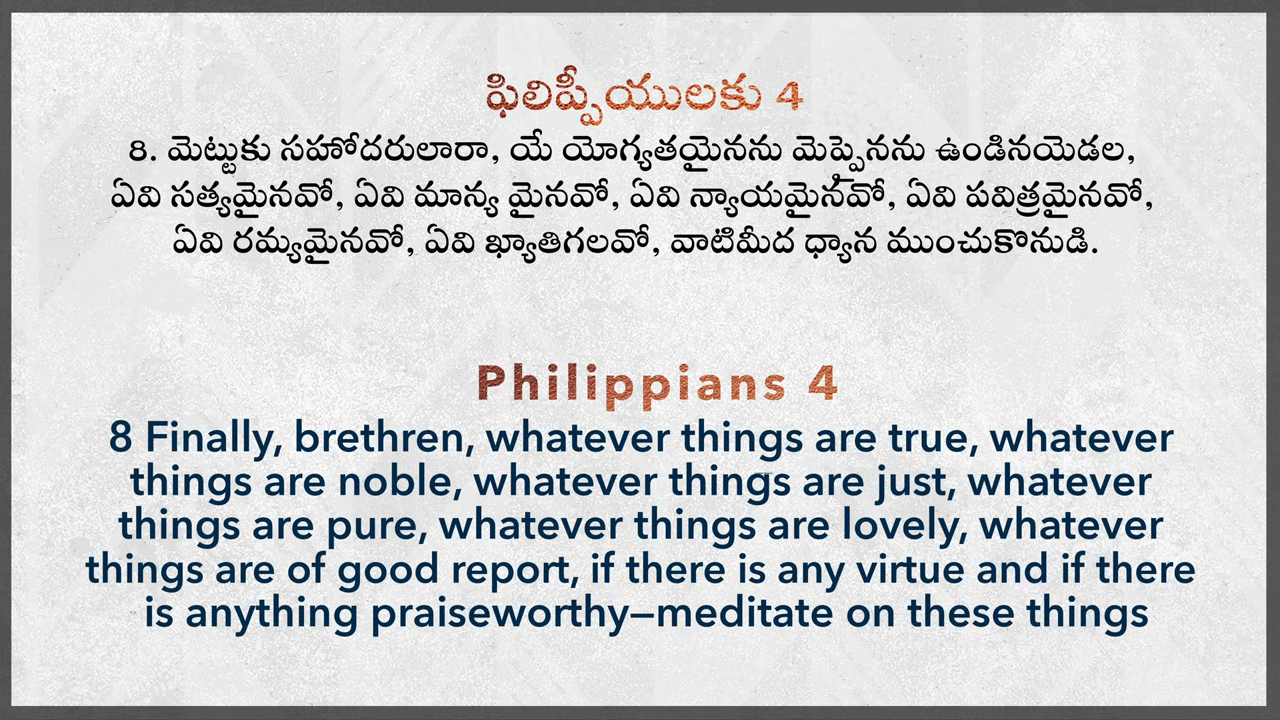 ఫిలిప్పీయులకు 4
8. మెట్టుకు సహోదరులారా, యే యోగ్యతయైనను మెప్పైనను ఉండినయెడల,
ఏవి సత్యమైనవో, ఏవి మాన్య మైనవో, ఏవి న్యాయమైనవో, ఏవి పవిత్రమైనవో,
ఏవి రమ్యమైనవో, ఏవి ఖ్యాతిగలవో, వాటిమీద ధ్యాన ముంచుకొనుడి.
Philippians 4
8 Finally, brethren, whatever things are true, whatever
things are noble, whatever things are just, whatever
things are pure, whatever things are lovely, whatever
things are of good report, if there is any virtue and if there
is anything praiseworthy—meditate on these things